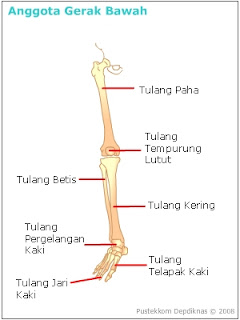 Anggota Gerak Bawah
Tulang Paha
Tulang
Tempurung
Lutut
Tulang Betis
Tulang Kering
Tulang
Pergelangan
Kaki
Tulang
Telapak Kaki
Tulang Jari
Kaki
Pustekkom Depdiknas © 2008